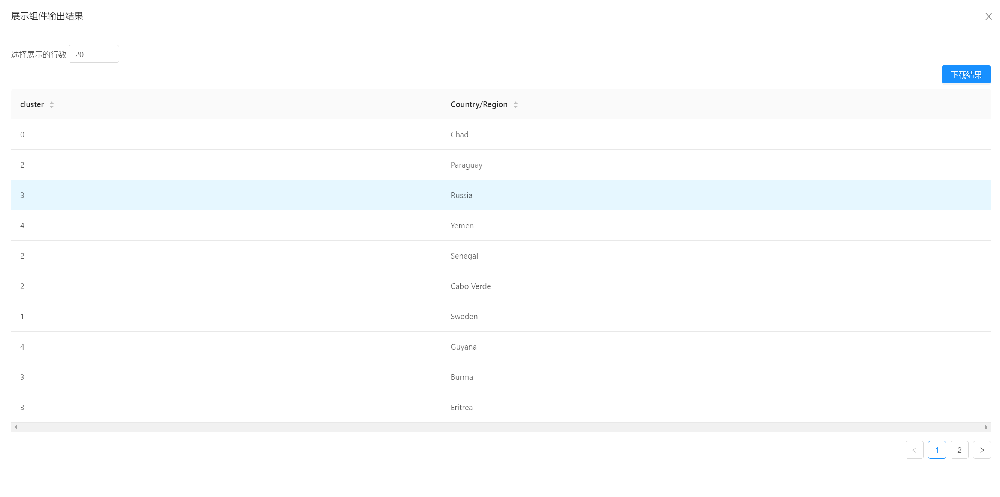 展示组件输出结果
选择展示的行数 20
下载结果
cluster Country/Region
0 Chad
2 Paraguay
3 Russia
4 Yemen
2 Senegal
2 Cabo Verde
1 Sweden
4 Guyana
3 Burma
3 Eritrea
1 2